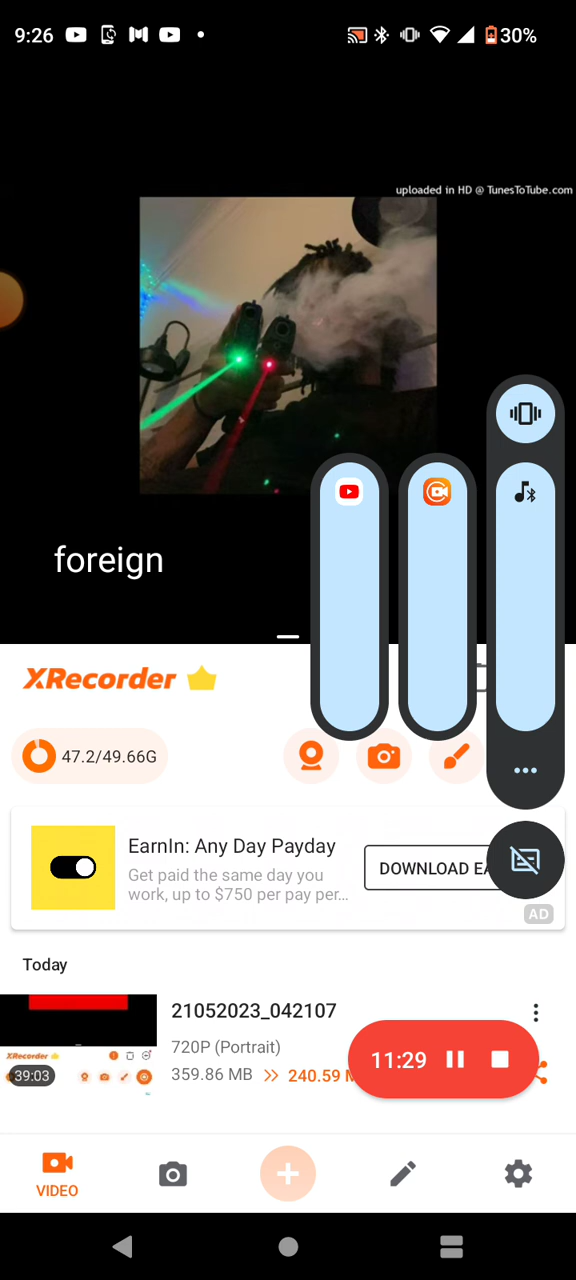 9:26
30%
uploaded in HD @ TunesToTube.com
foreign
XRecorder
47.2/49.66G
EarnIn: Any Day Payday
Get paid the same day you
work, up to $750 per pay per...
DOWNLOAD EA
AD
Today
21052023_042107
720P (Portrait)
359.86 MB >> 240.59 M
11:29
XRecorder
39:03
VIDEO